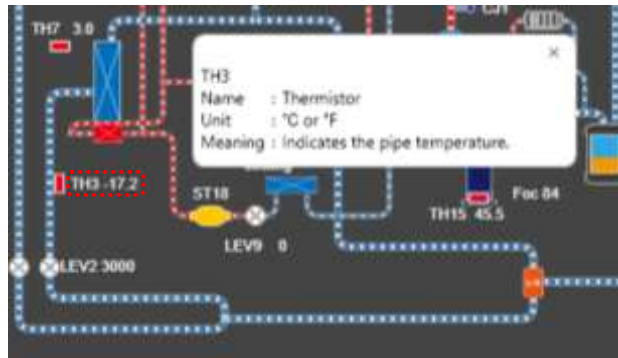 TH7 3.0
×
TH3
Name : Thermistor
Unit : °C or °F
Meaning : Indicates the pipe temperature.
TH3 -17.2
ST18
Foc 84
TH15 45.5
LEV9 0
LEV2 3000